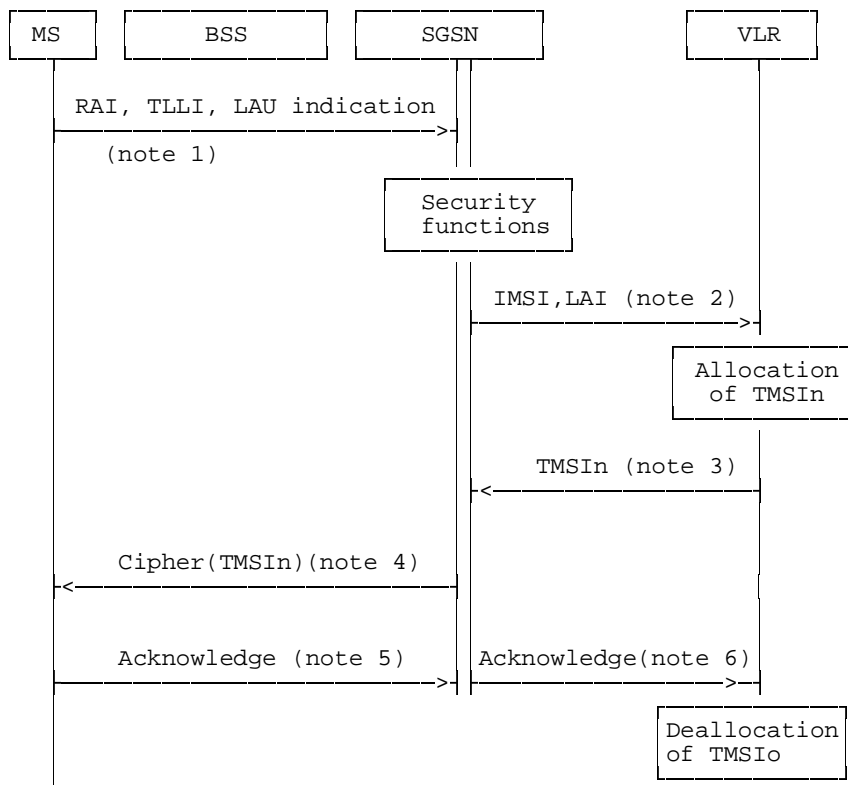 MS BSS SGSN VLR
RAI, TLLI, LAU indication
(note 1)
Security
functions
IMSI,LAI (note 2)
Allocation
of TMSIn
TMSIn (note 3)
Cipher(TMSIn)(note 4)
Acknowledge (note 5) Acknowledge(note 6)
Deallocation
of TMSIo